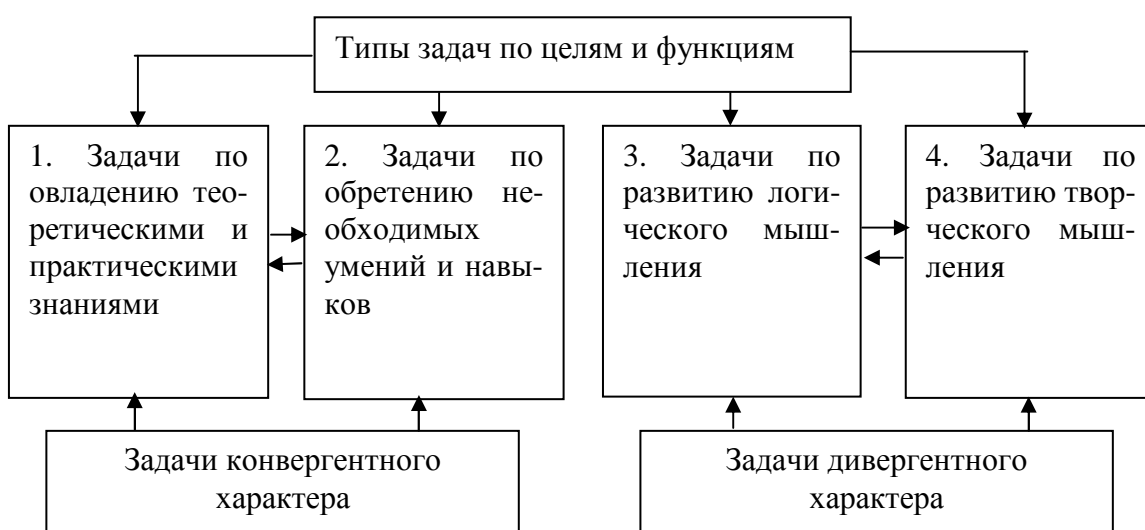 Типы задач по целям и функциям
1. Задачи по
овладению тео-
ретическими и
практическими
знаниями
2. Задачи по
обретению не-
обходимых
умений и навы-
ков
3. Задачи по
развитию логи-
ческого мыш-
ления
4. Задачи по
развитию твор-
ческого мыш-
ления
Задачи конвергентного
характера
Задачи дивергентного
характера